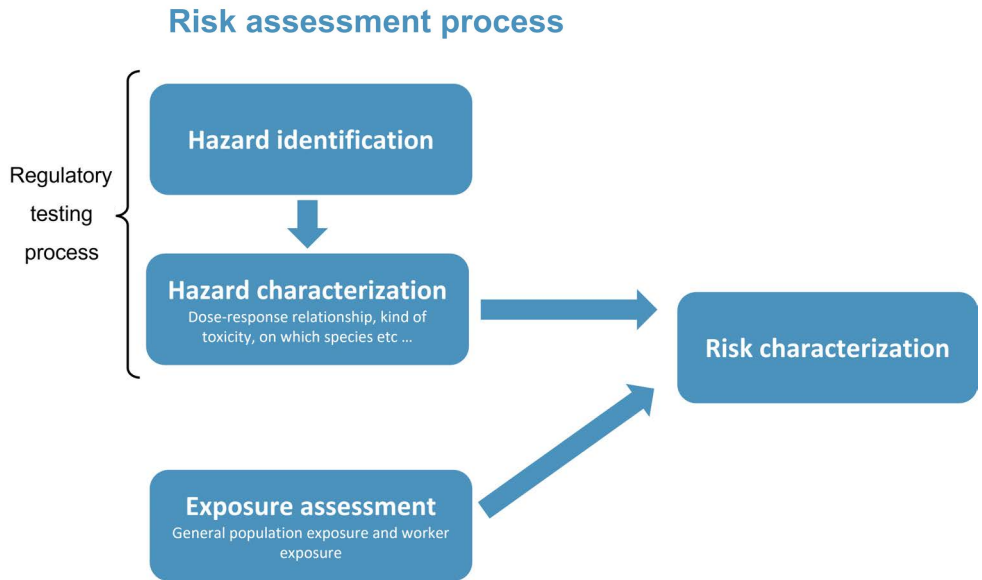 Risk assessment process
Regulatory
testing
process
Hazard identification
Hazard characterization
Dose-response relationship, kind of
toxicity, on which species etc ...
Risk characterization
Exposure assessment
General population exposure and worker
exposure